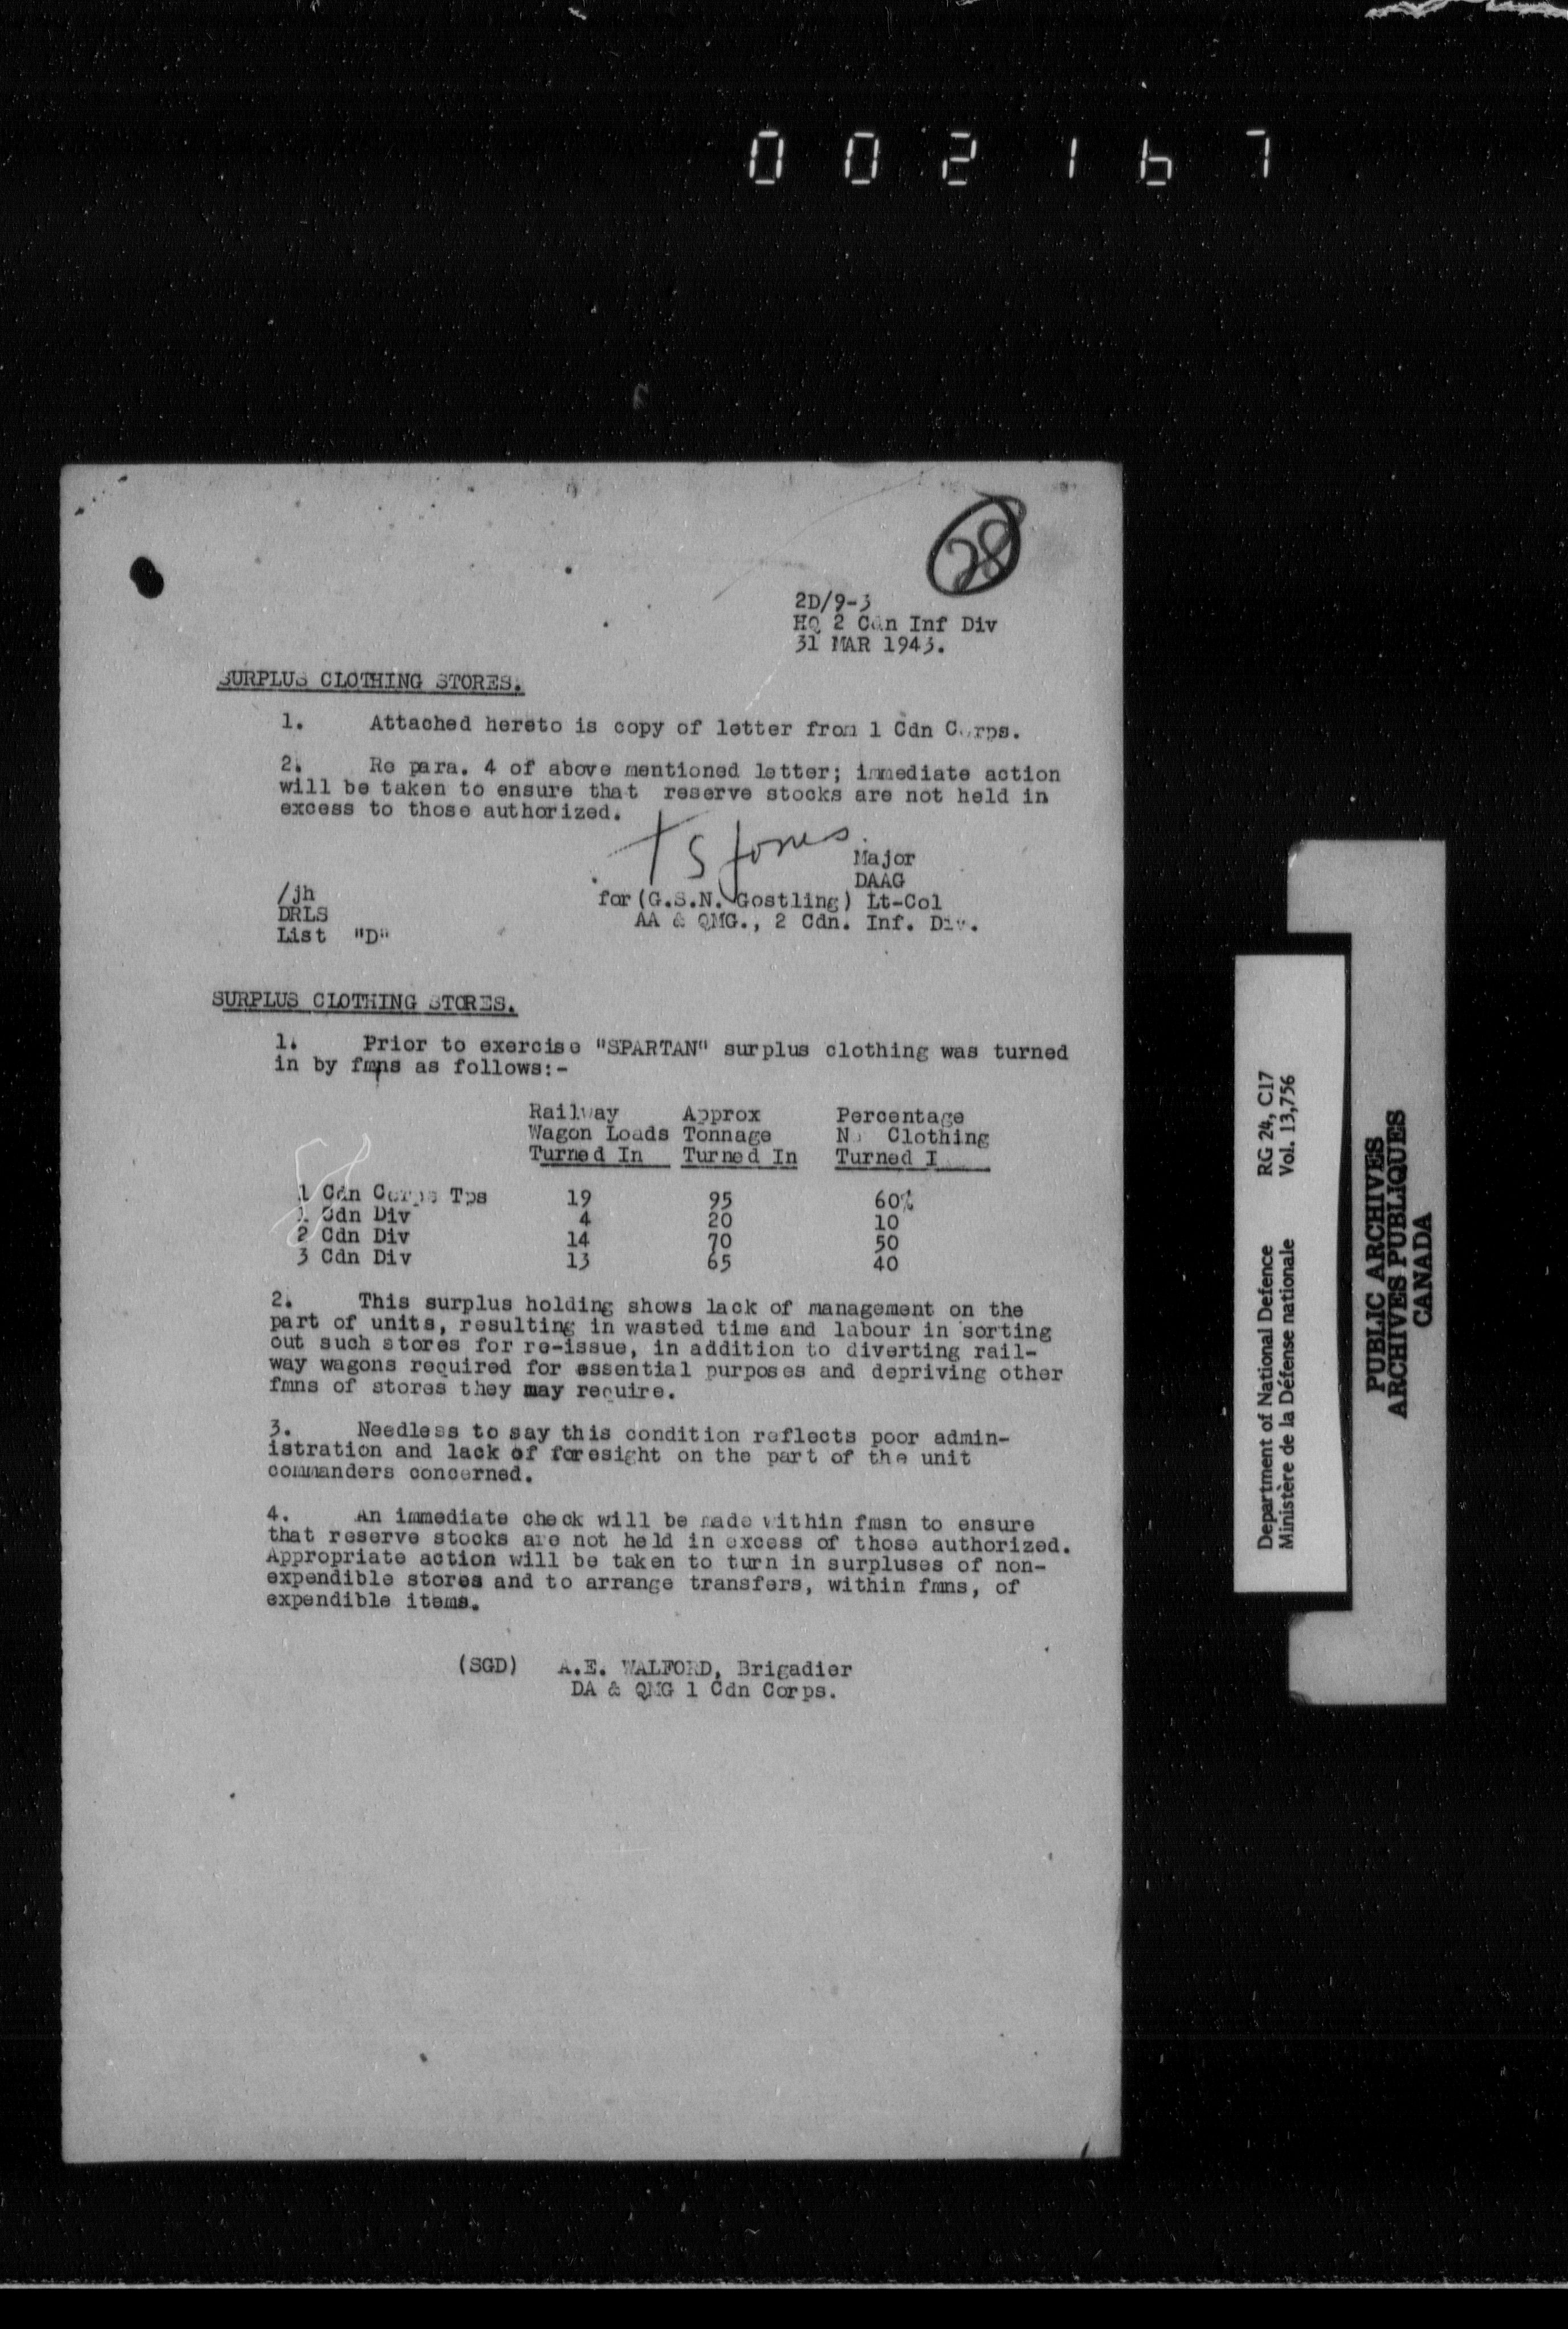 002167
28
2D/9-3
HQ 2 Cdn Inf Div
31 MAR 1943.
SURPLUS CLOTHING STORES.
1. Attached hereto is copy of letter from 1 Cdn Corps.
2. Re para. 4 of above mentioned letter; immediate action
will be taken to ensure that reserve stocks are not held in
excess to those authorized.
T S Jones
Major
DAAG
/jh for (G.S.N. Gostling) Lt-Col
DRLS AA & QMG., 2 Cdn. Inf. Div.
List "D"
SURPLUS CLOTHING STORES.
1. Prior to exercise "SPARTAN" surplus clothing was turned
in by fmns as follows:-
Railway Approx Percentage
Wagon Loads Tonnage Clothing
Turned In Turned In Turned I
1 Cdn Corps Tps 19 95 60%
1 Cdn Div 4 20 10
2 Cdn Div 14 70 50
3 Cdn Div 13 65 40
2. This surplus holding shows lack of management on the
part of units, resulting in wasted time and labour in sorting
out such stores for re-issue, in addition to diverting rail-
way wagons required for essential purposes and depriving other
fmns of stores they may require.
3. Needless to say this condition reflects poor admin-
istration and lack of foresight on the part of the unit
commanders concerned.
4. An immediate check will be made within fmsn to ensure
that reserve stocks are not held in excess of those authorized.
Appropriate action will be taken to turn in surpluses of non-
expendible stores and to arrange transfers, within fmns, of
expendible items.
(SGD) A.E. WALFORD, Brigadier
DA & QMG 1 Cdn Corps.
Department of National Defence RG 24, C17
Ministère de la Défense nationale Vol. 13,756
PUBLIC ARCHIVES
ARCHIVES PUBLIQUES
CANADA